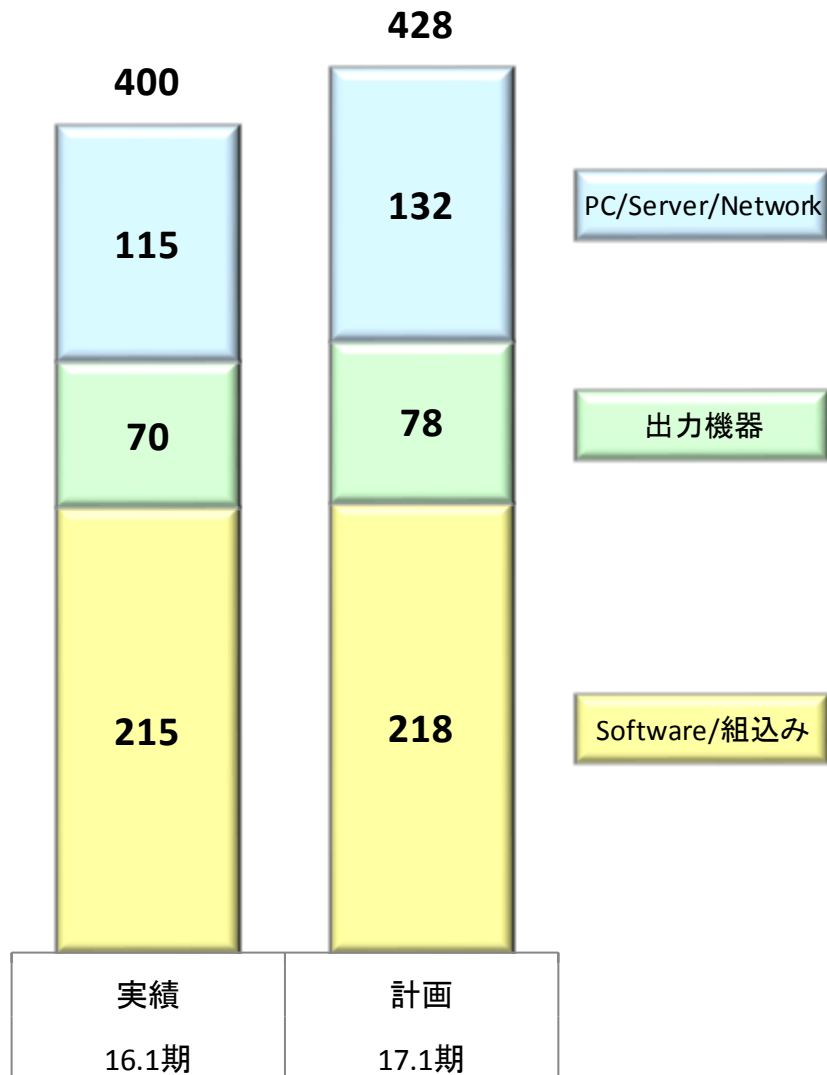 428
400
132
PC/Server/Network
115
78
出力機器
70
215
218
Software/組込み
実績
計画
16.1期
17.1期